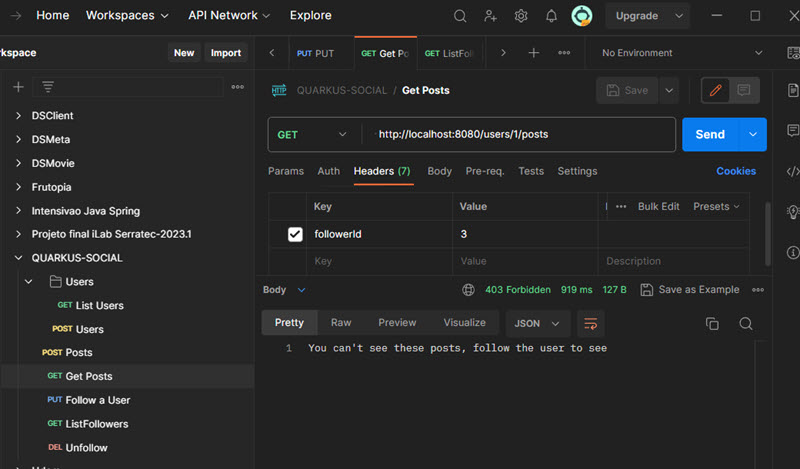 Home Workspaces API Network Explore Upgrade
New Import PUT PUT GET Get Po GET ListFoll No Environment
QUARKUS-SOCIAL / Get Posts Save
GET http://localhost:8080/users/1/posts Send
Params Auth Headers (7) Body Pre-req. Tests Settings Cookies
Key Value Bulk Edit Presets
followerId 3
Key Value Description
Body 403 Forbidden 919 ms 127 B Save as Example
Pretty Raw Preview Visualize JSON
1 You can't see these posts, follow the user to see
DSClient
DSMeta
DSMovie
Frutopia
Intensivao Java Spring
Projeto final iLab Serratec-2023.1
QUARKUS-SOCIAL
Users
GET List Users
POST Users
POST Posts
GET Get Posts
PUT Follow a User
GET ListFollowers
DEL Unfollow